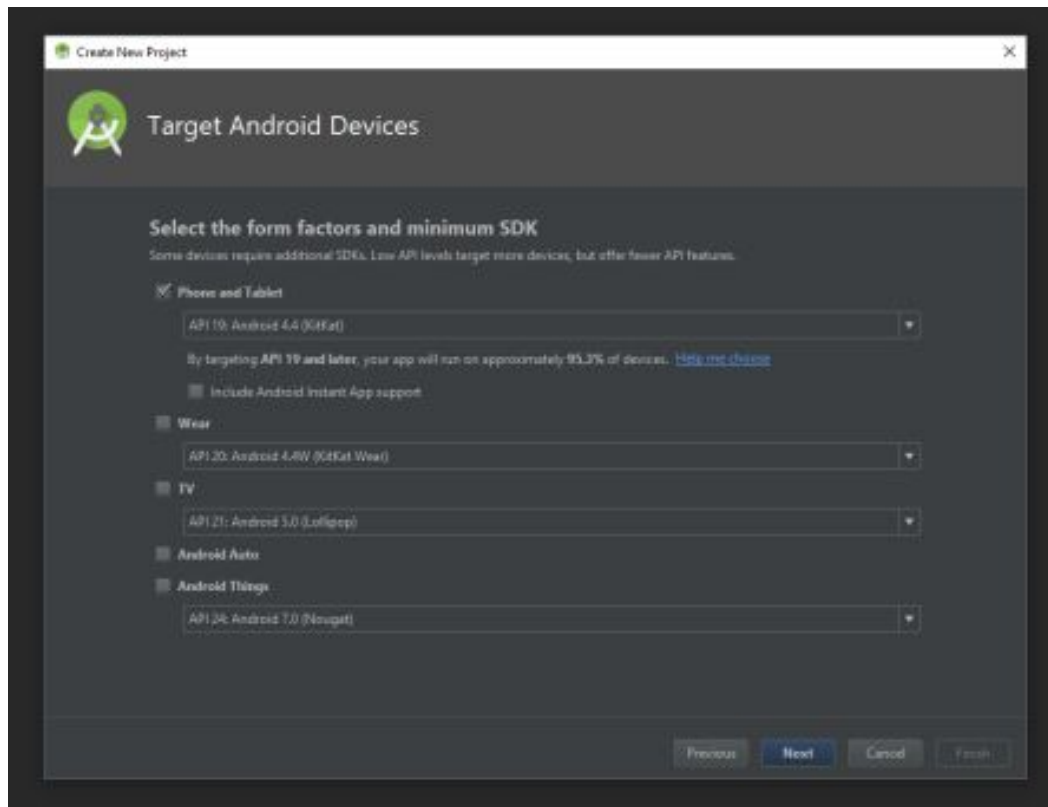 Create New Project
Target Android Devices
Select the form factors and minimum SDK
Some devices require additional SDKs. Low API levels target more devices, but offer fewer API features.
Phone and Tablet
API 19: Android 4.4 (KitKat)
By targeting API 19 and later, your app will run on approximately 95.3% of devices. Help me choose
Include Android Instant App support
Wear
API 20: Android 4.4W (KitKat Wear)
TV
API 21: Android 5.0 (Lollipop)
Android Auto
Android Things
API 24: Android 7.0 (Nougat)
Previous Next Cancel Finish